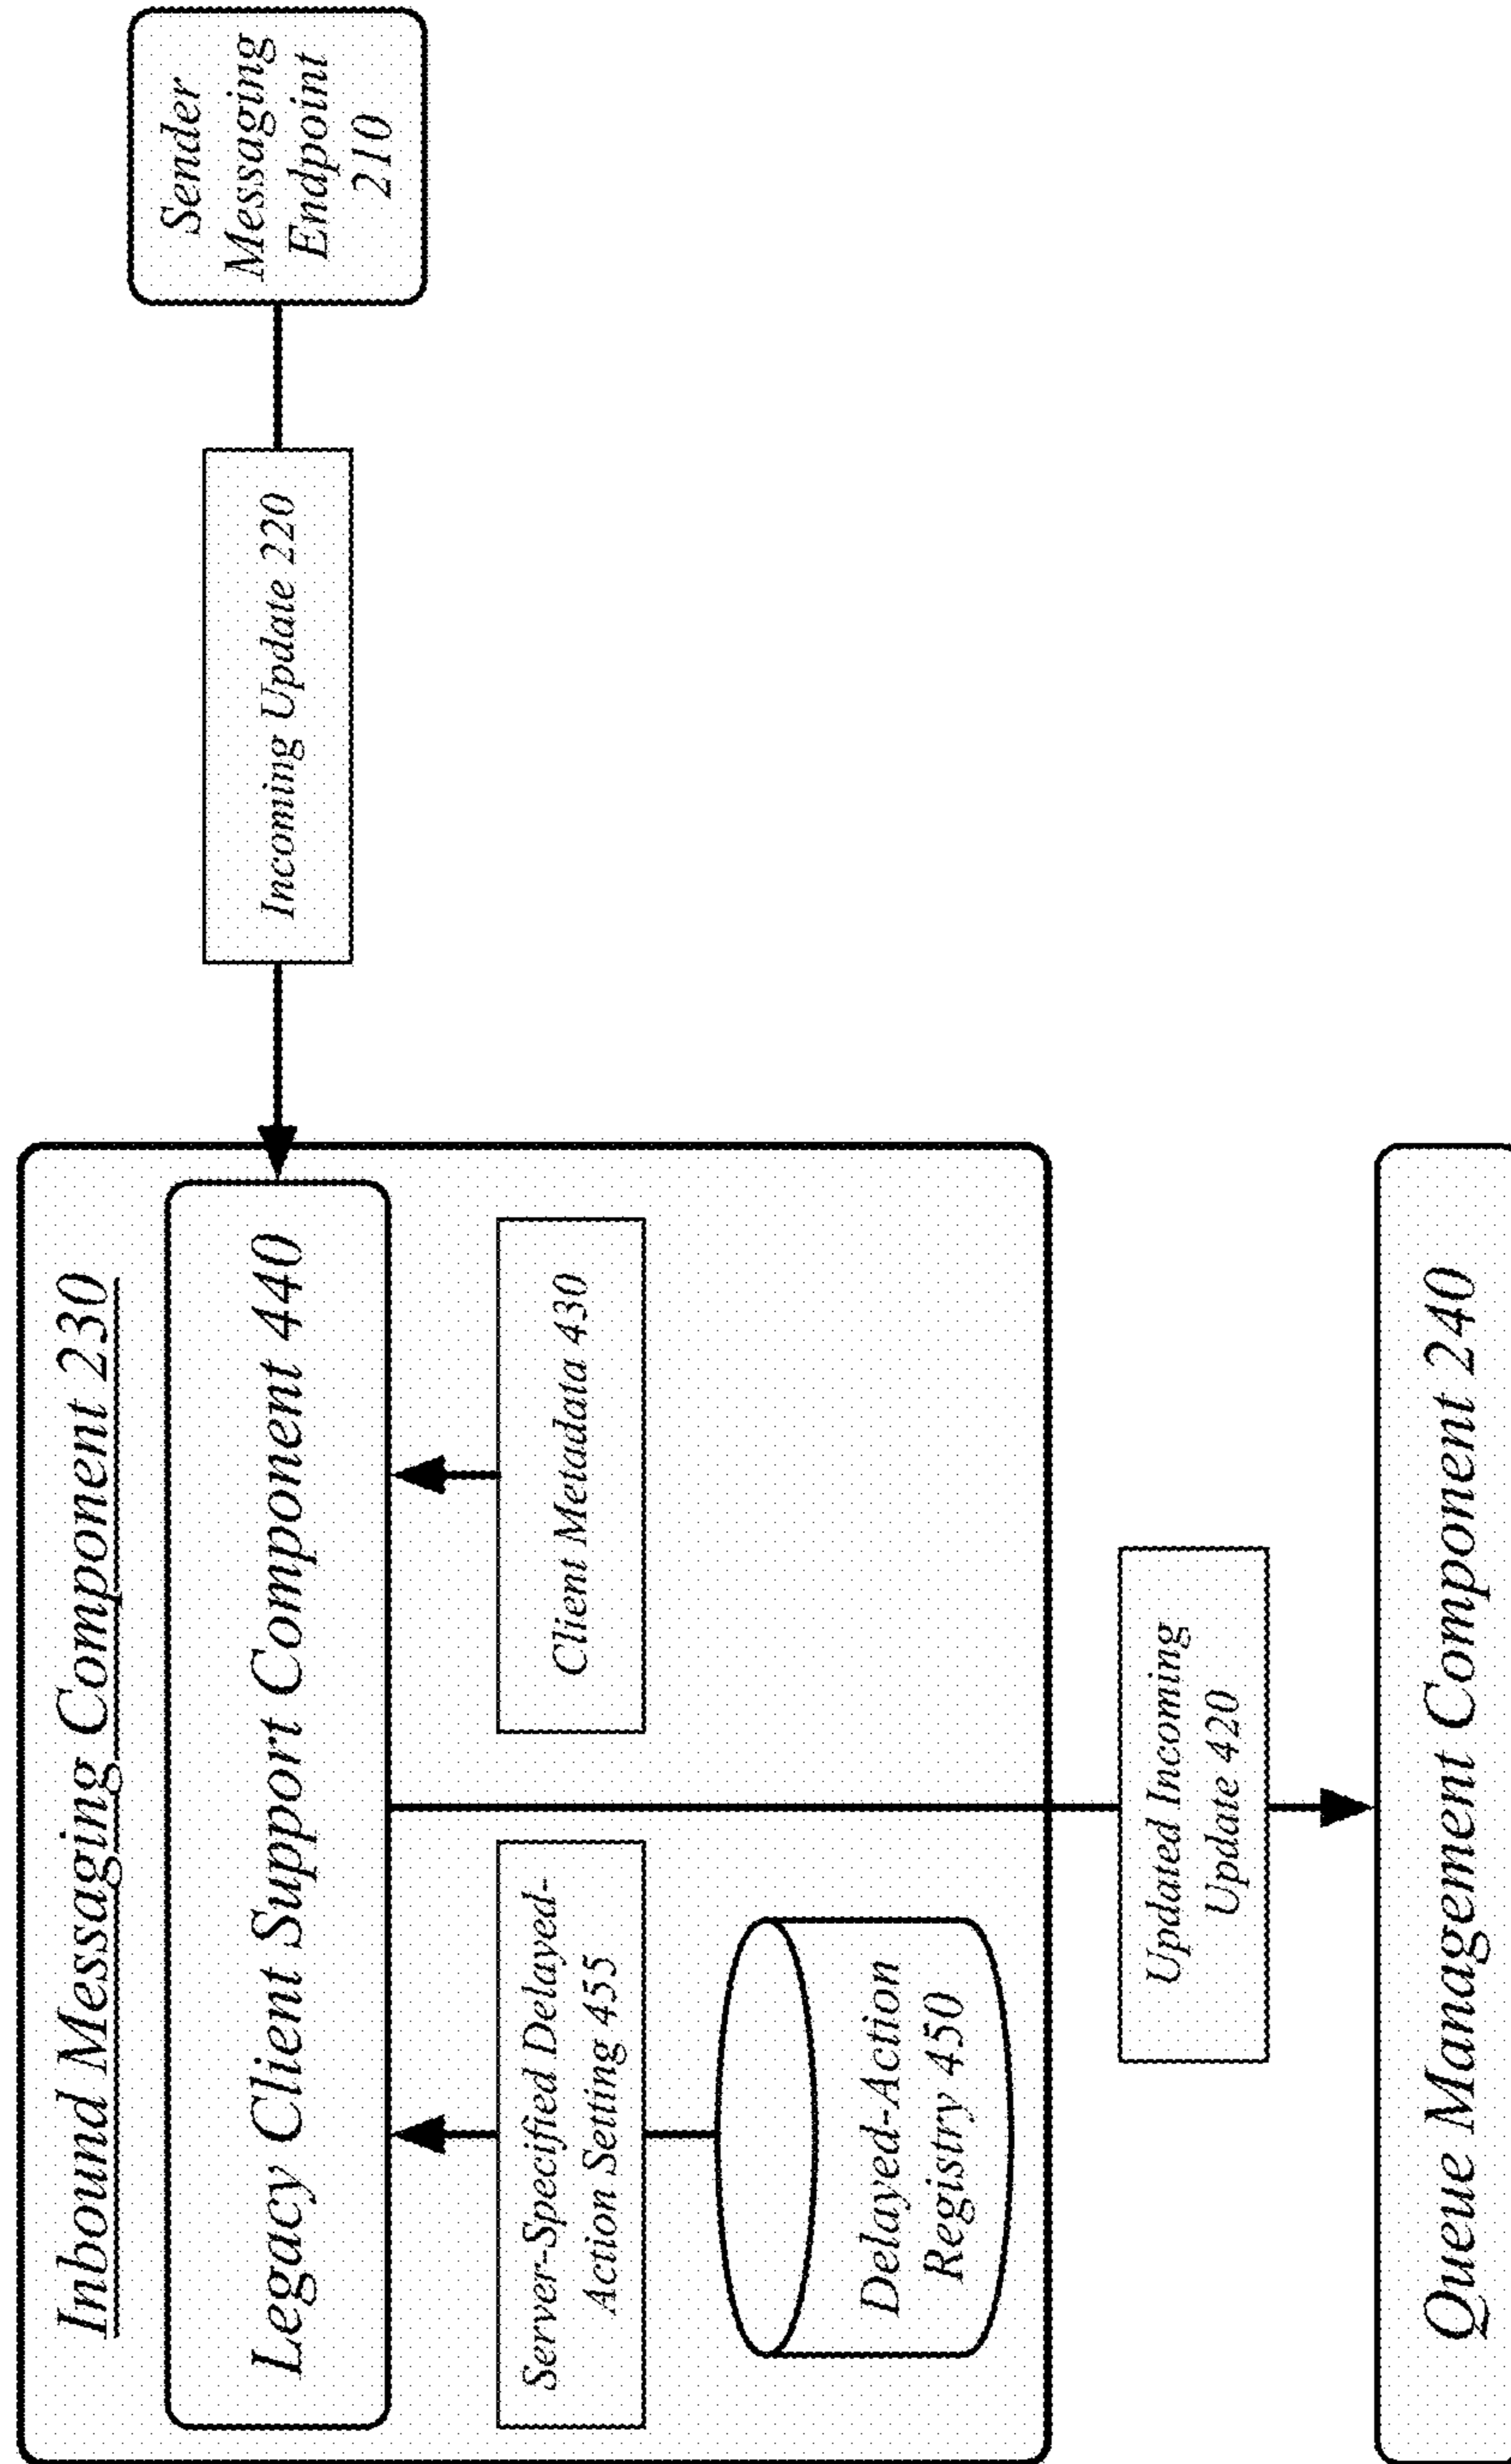 Inbound Messaging Component 230
Legacy Client Support Component 440
Server-Specified Delayed-
Action Setting 455
Delayed-Action
Registry 450
Client Metadata 430
Incoming Update 220
Sender
Messaging
Endpoint
210
Updated Incoming
Update 420
Queue Management Component 240